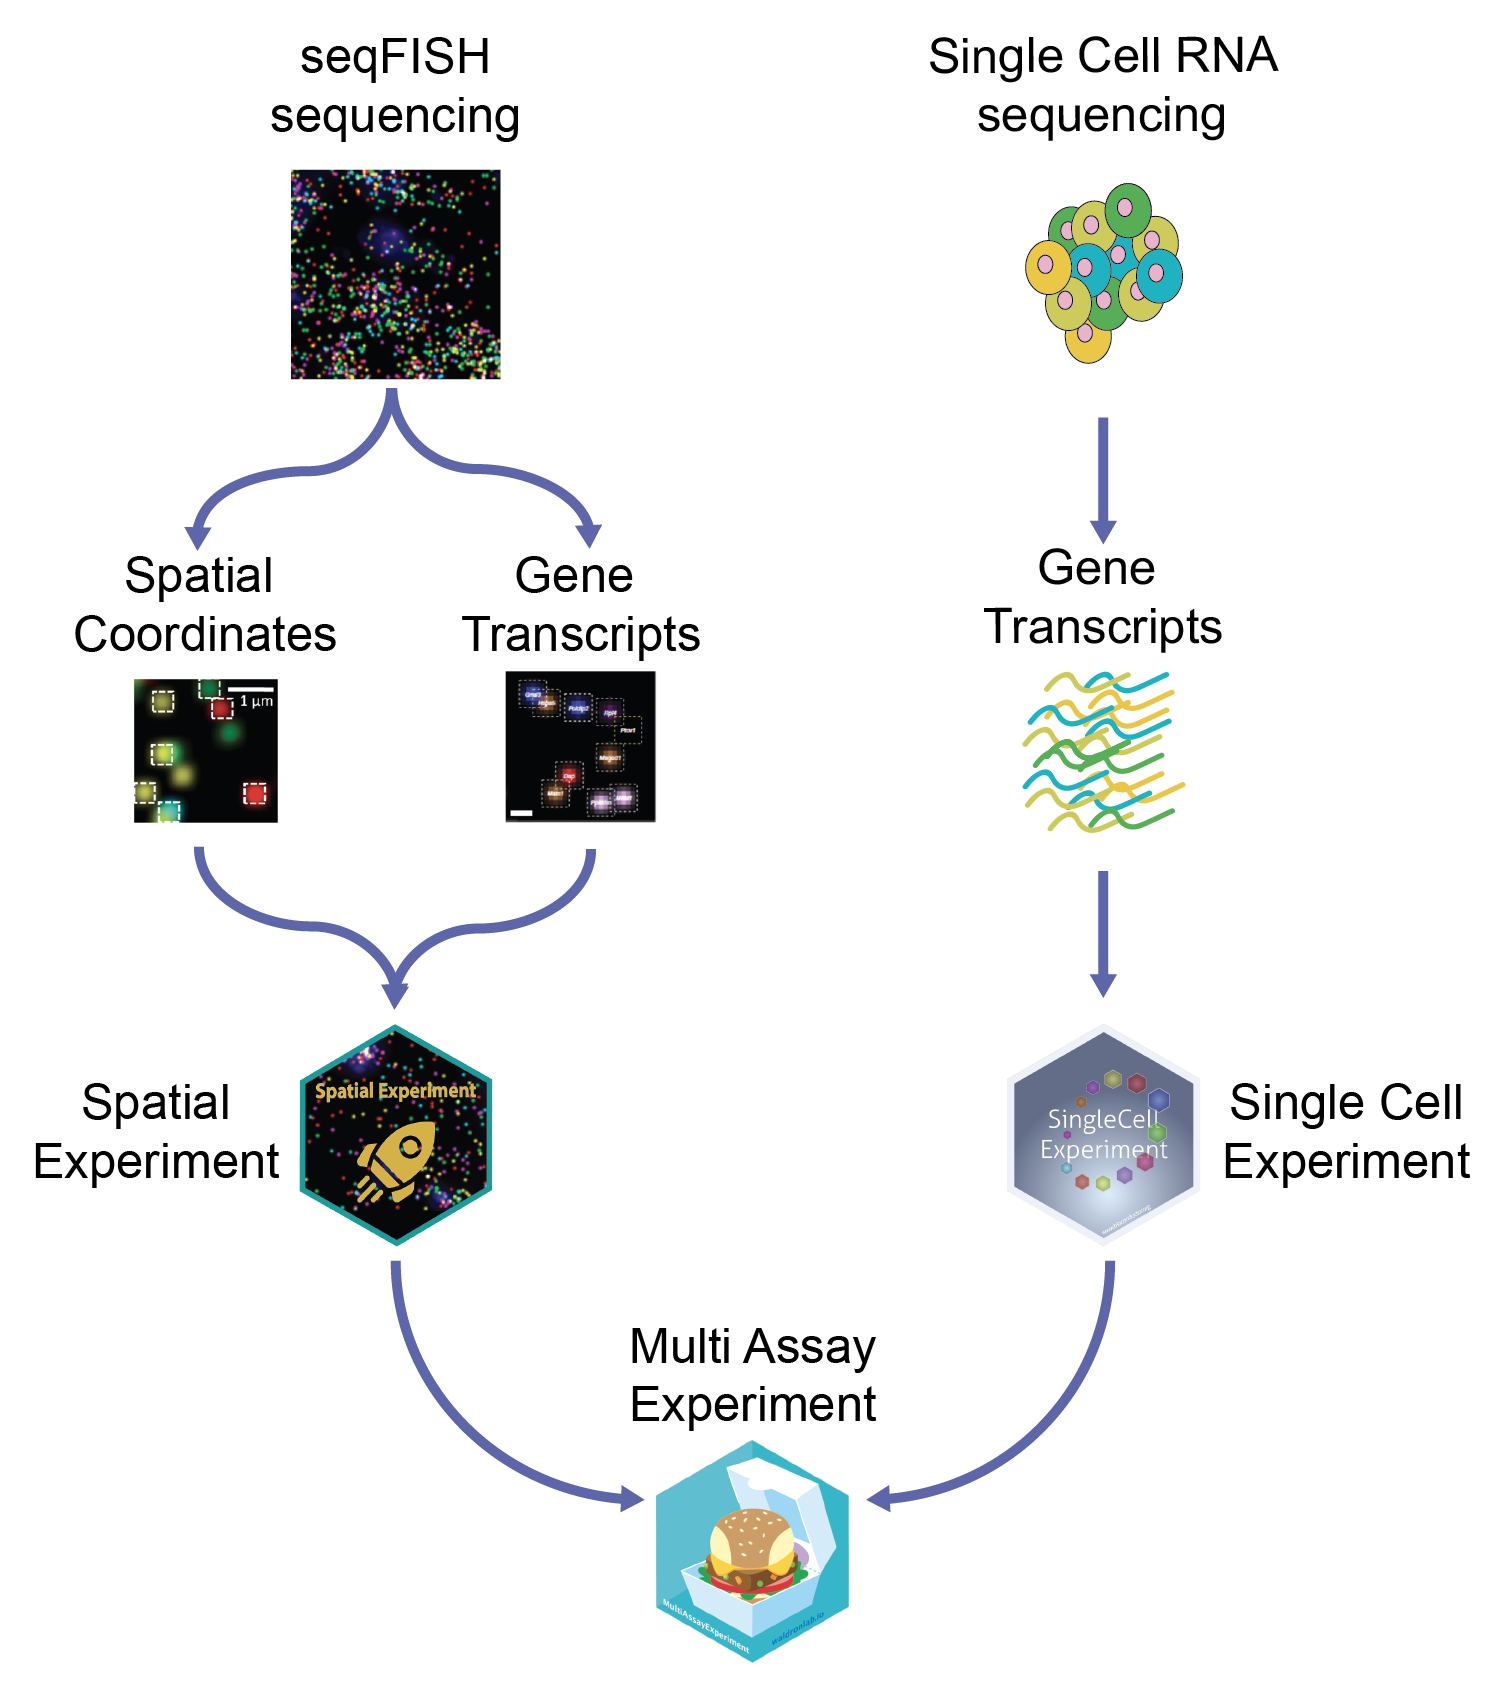 seqFISH
sequencing
Single Cell RNA
sequencing
Spatial
Coordinates
Gene
Transcripts
Gene
Transcripts
1 µm
Ptov1
Spatial
Experiment
Spatial Experiment
SingleCell
Experiment
Single Cell
Experiment
Multi Assay
Experiment
MultiAssayExperiment
waldronlab.io